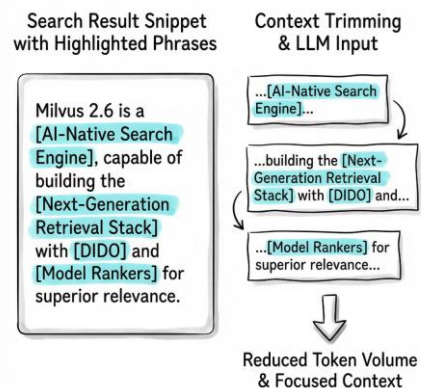 Search Result Snippet
with Highlighted Phrases
Milvus 2.6 is a
[AI-Native Search
Engine], capable of
building the
[Next-Generation
Retrieval Stack]
with [DIDO] and
[Model Rankers] for
superior relevance.
Context Trimming
& LLM Input
...[AI-Native Search
Engine]...
...building the [Next-
Generation Retrieval
Stack] with [DIDO] and...
...[Model Rankers] for
superior relevance...
Reduced Token Volume
& Focused Context